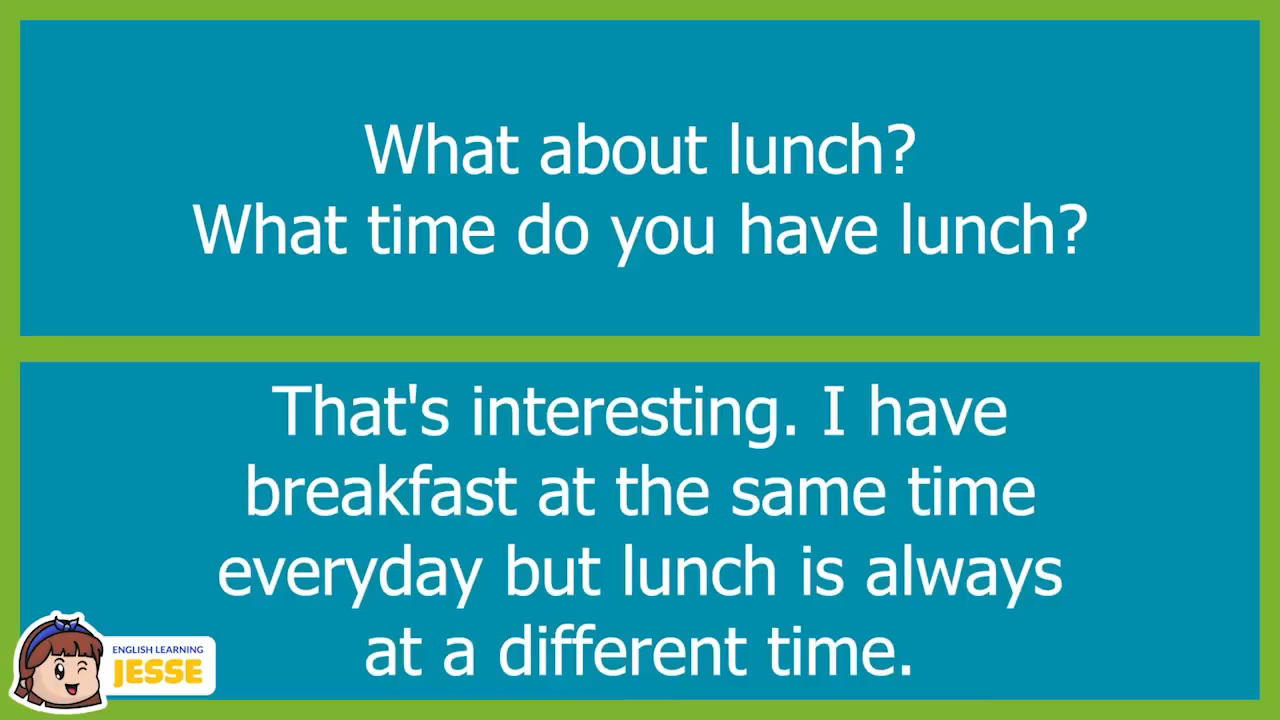 What about lunch?
What time do you have lunch?
That's interesting. I have
breakfast at the same time
everyday but lunch is always
at a different time.
ENGLISH LEARNING
JESSE